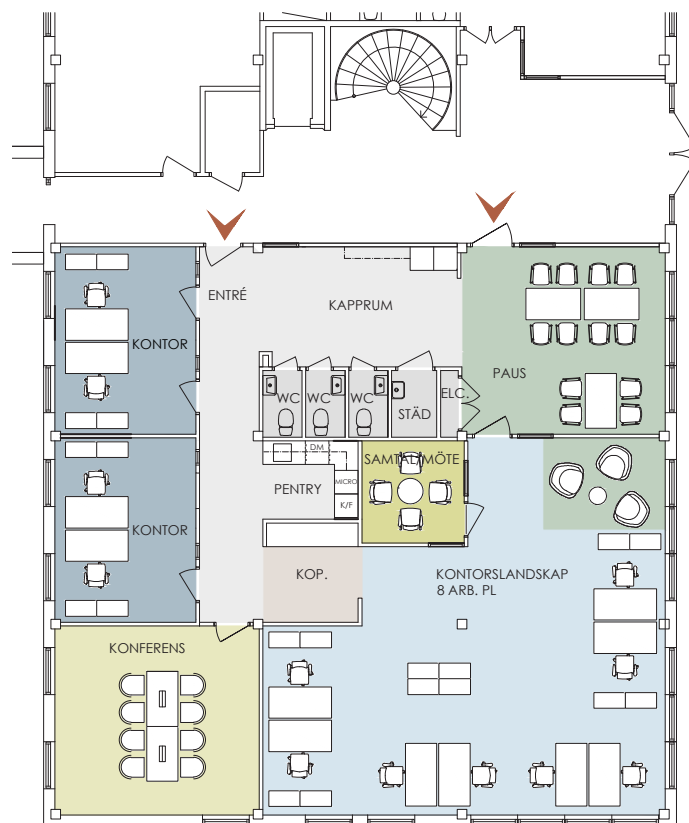 ENTRÉ
KAPPRUM
KONTOR
PAUS
WC
WC
WC
STÄD
ELC.
DM
SAMTAL/MÖTE
PENTRY
MICRO
K/F
KONTOR
KOP.
KONTORSLANDSKAP
8 ARB. PL
KONFERENS